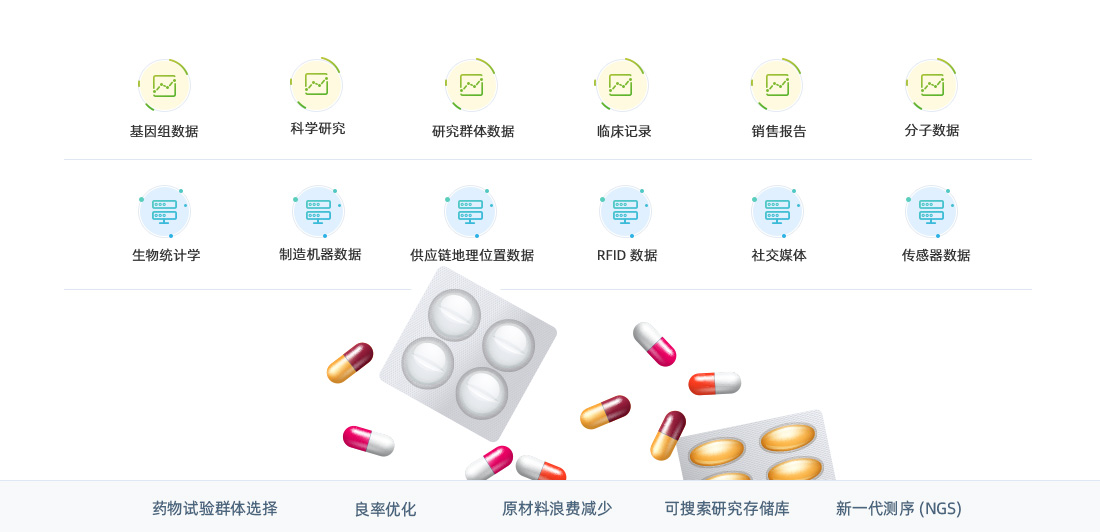 基因组数据
科学研究
研究群体数据
临床记录
销售报告
分子数据
生物统计学
制造机器数据
供应链地理位置数据
RFID 数据
社交媒体
传感器数据
药物试验群体选择
良率优化
原材料浪费减少
可搜索研究存储库
新一代测序 (NGS)